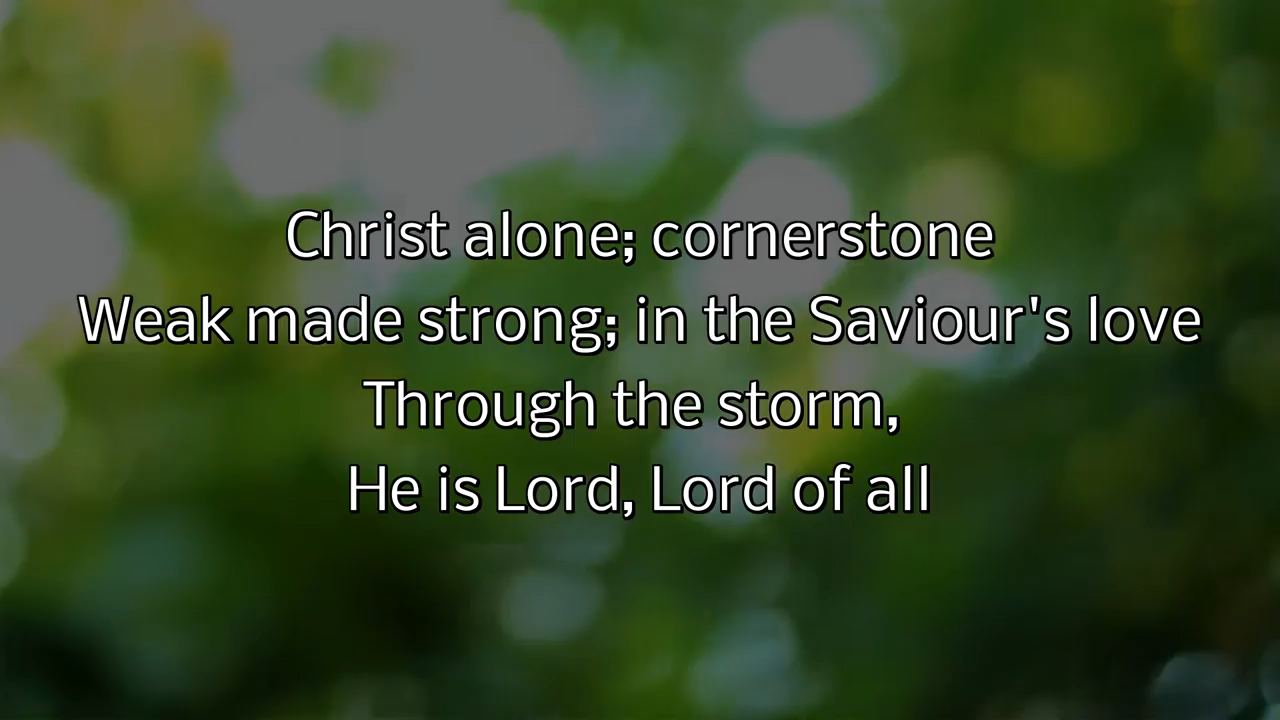 Christ alone; cornerstone
Weak made strong; in the Saviour's love
Through the storm,
He is Lord, Lord of all